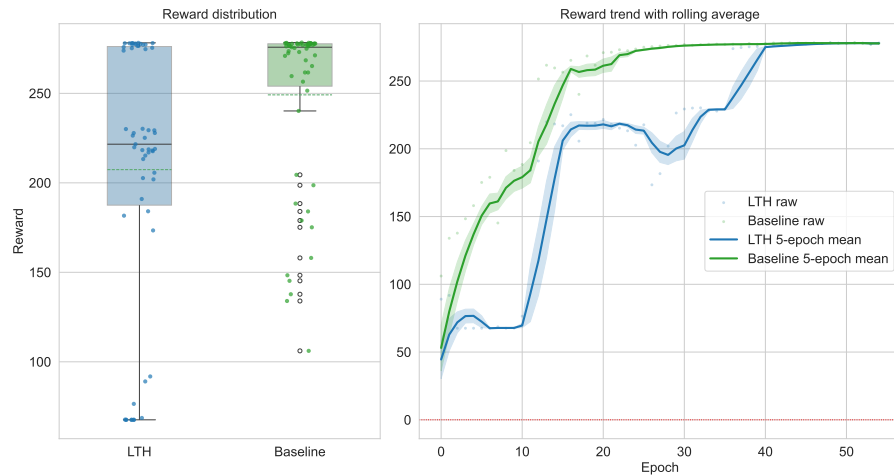 Reward distribution
Reward
250
200
150
100
LTH
Baseline
Reward trend with rolling average
250
200
150
100
50
0
LTH raw
Baseline raw
LTH 5-epoch mean
Baseline 5-epoch mean
0
10
20
30
40
50
Epoch